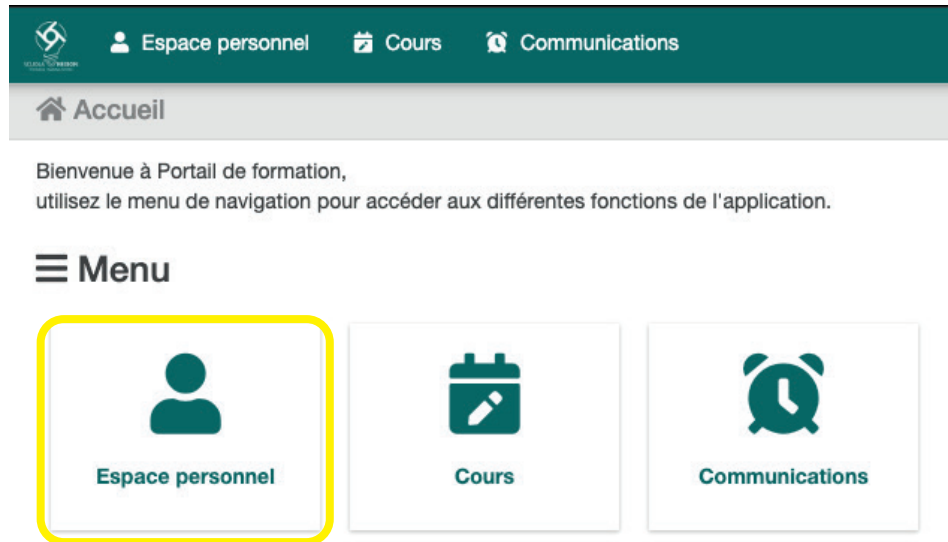 Espace personnel Cours Communications
Accueil
Bienvenue à Portail de formation,
utilisez le menu de navigation pour accéder aux différentes fonctions de l'application.
Menu
Espace personnel Cours Communications